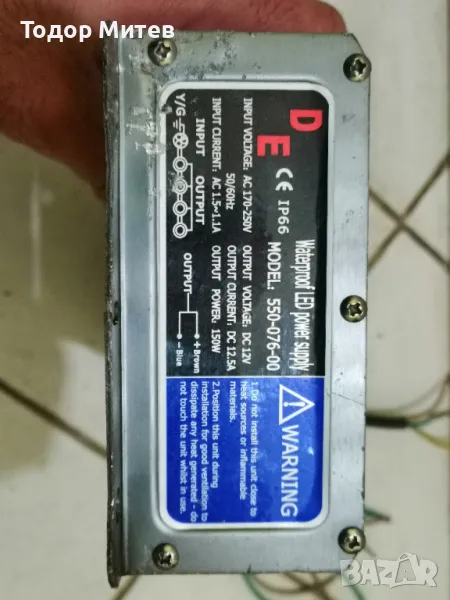 Тодор Митев
DE
CE IP66
Waterproof LED power supply
MODEL: 550-076-00
INPUT VOLTAGE: AC 170-250V
50/60Hz
INPUT CURRENT: AC 1.5~1.1A
OUTPUT VOLTAGE: DC 12V
OUTPUT CURRENT: DC 12.5A
OUTPUT POWER: 150W
INPUT OUTPUT
Y/G
OUTPUT
+ Brown
- Blue
WARNING
1.Do not install this unit close to
heat sources or inflammable
materials.
2.Position this unit during
installation for good ventilation to
dissipate any heat generated - do
not touch the unit whilst in use.
BAZAR